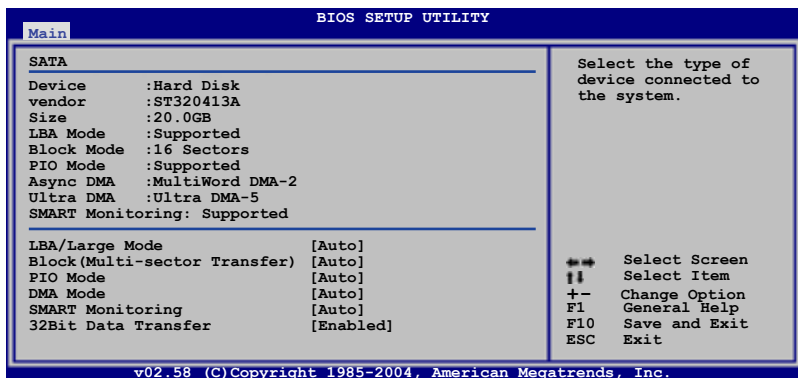 BIOS SETUP UTILITY
Main
SATA
Device :Hard Disk
vendor :ST320413A
Size :20.0GB
LBA Mode :Supported
Block Mode :16 Sectors
PIO Mode :Supported
Async DMA :MultiWord DMA-2
Ultra DMA :Ultra DMA-5
SMART Monitoring: Supported
LBA/Large Mode [Auto]
Block(Multi-sector Transfer) [Auto]
PIO Mode [Auto]
DMA Mode [Auto]
SMART Monitoring [Auto]
32Bit Data Transfer [Enabled]
Select the type of
device connected to
the system.
←→ Select Screen
↑↓ Select Item
+- Change Option
F1 General Help
F10 Save and Exit
ESC Exit
v02.58 (C)Copyright 1985-2004, American Megatrends, Inc.